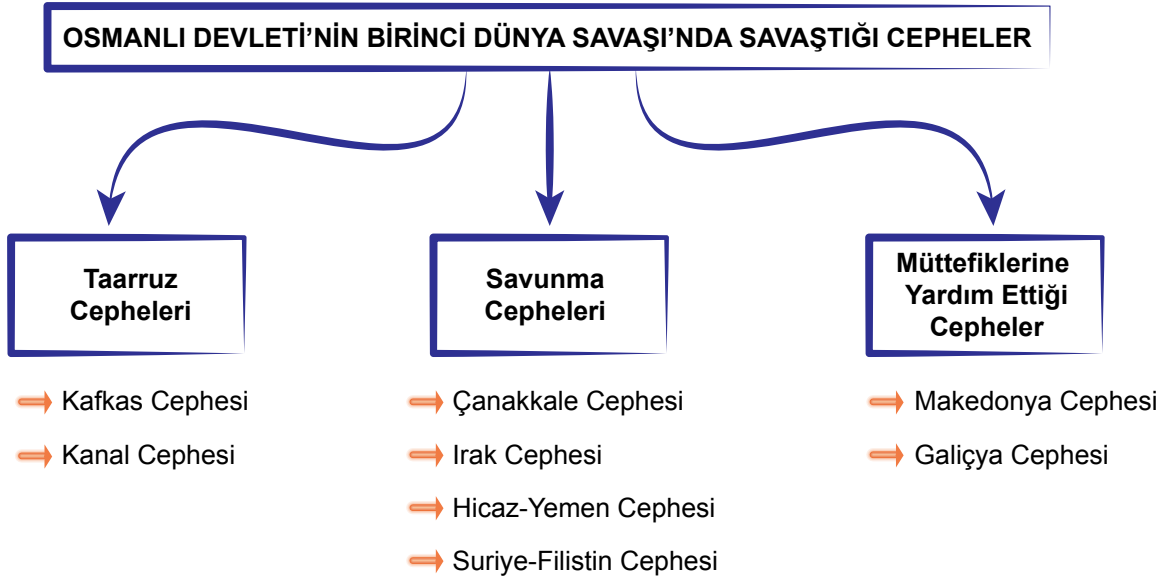 OSMANLI DEVLETİ’NİN BİRİNCİ DÜNYA SAVAŞI’NDA SAVAŞTIĞI CEPHELER
Taarruz
Cepheleri
Kafkas Cephesi
Kanal Cephesi
Savunma
Cepheleri
Çanakkale Cephesi
Irak Cephesi
Hicaz-Yemen Cephesi
Suriye-Filistin Cephesi
Müttefiklerine
Yardım Ettiği
Cepheler
Makedonya Cephesi
Galiçya Cephesi